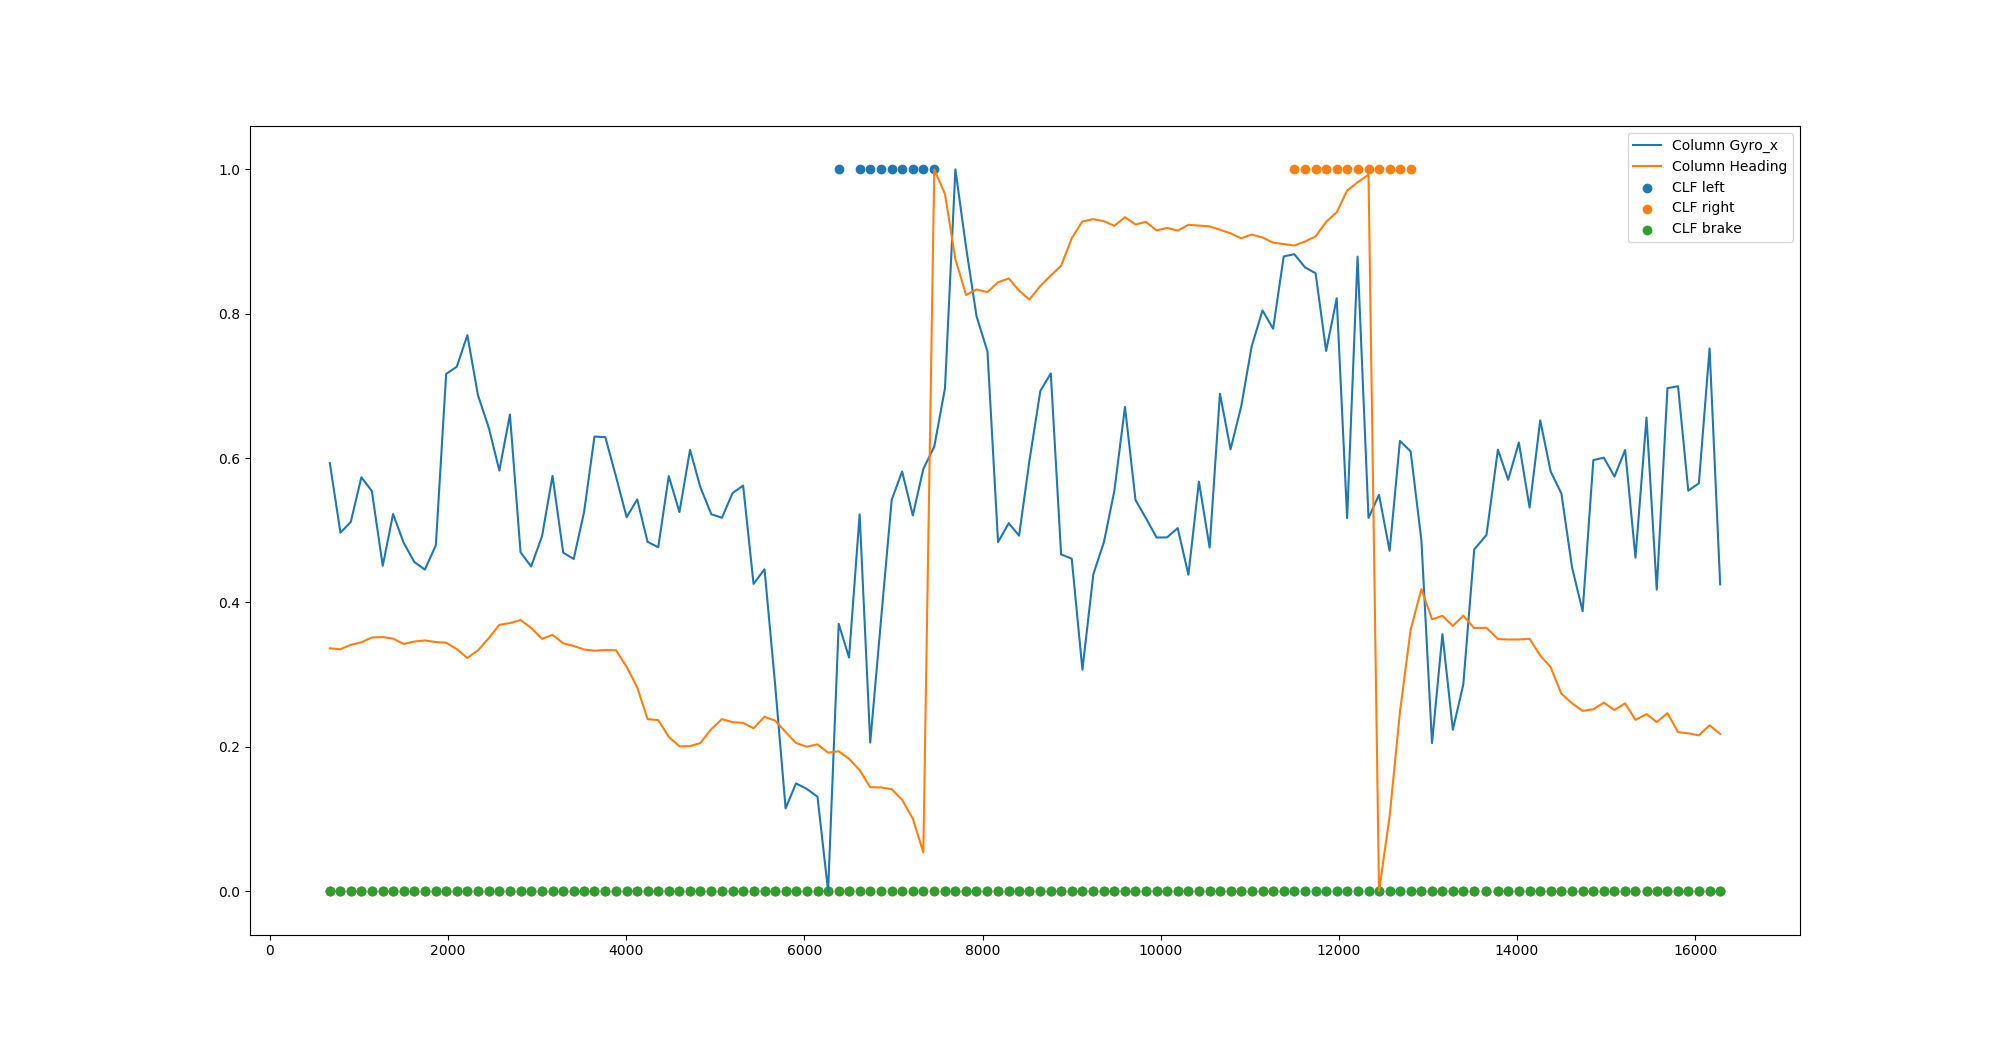 Column Gyro_x
Column Heading
CLF left
CLF right
CLF brake
1.0
0.8
0.6
0.4
0.2
0.0
0 2000 4000 6000 8000 10000 12000 14000 16000